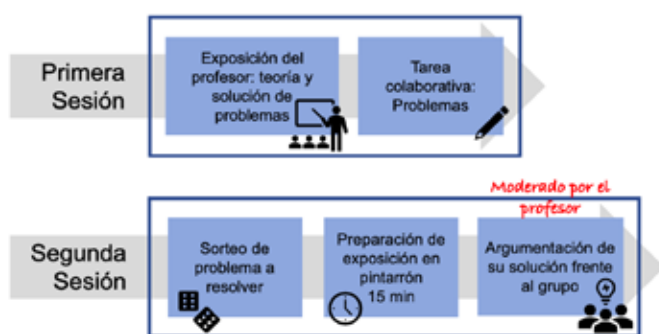 Primera
Sesión
Exposición del
profesor: teoría y
solución de
problemas
Tarea
colaborativa:
Problemas
Moderado por el
profesor
Segunda
Sesión
Sorteo de
problema a
resolver
Preparación de
exposición en
pintarrón
15 min
Argumentación de
su solución frente
al grupo